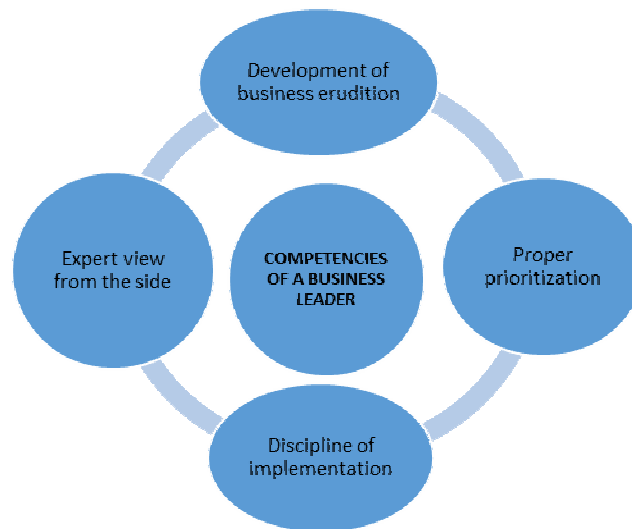 Development of
business erudition
Expert view
from the side
COMPETENCIES
OF A BUSINESS
LEADER
Proper
prioritization
Discipline of
implementation